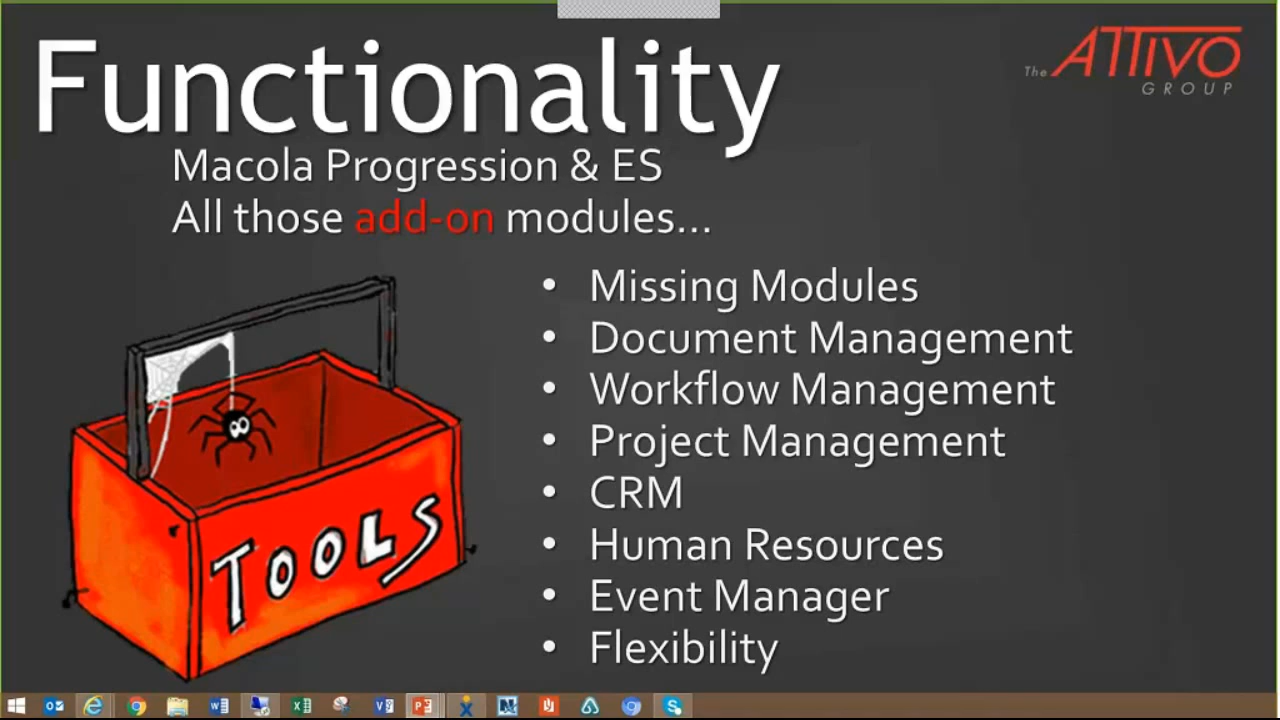 Functionality
The ATTIVO
GROUP
Macola Progression & ES
All those add-on modules...
• Missing Modules
• Document Management
• Workflow Management
• Project Management
• CRM
• Human Resources
• Event Manager
• Flexibility
TOOLS